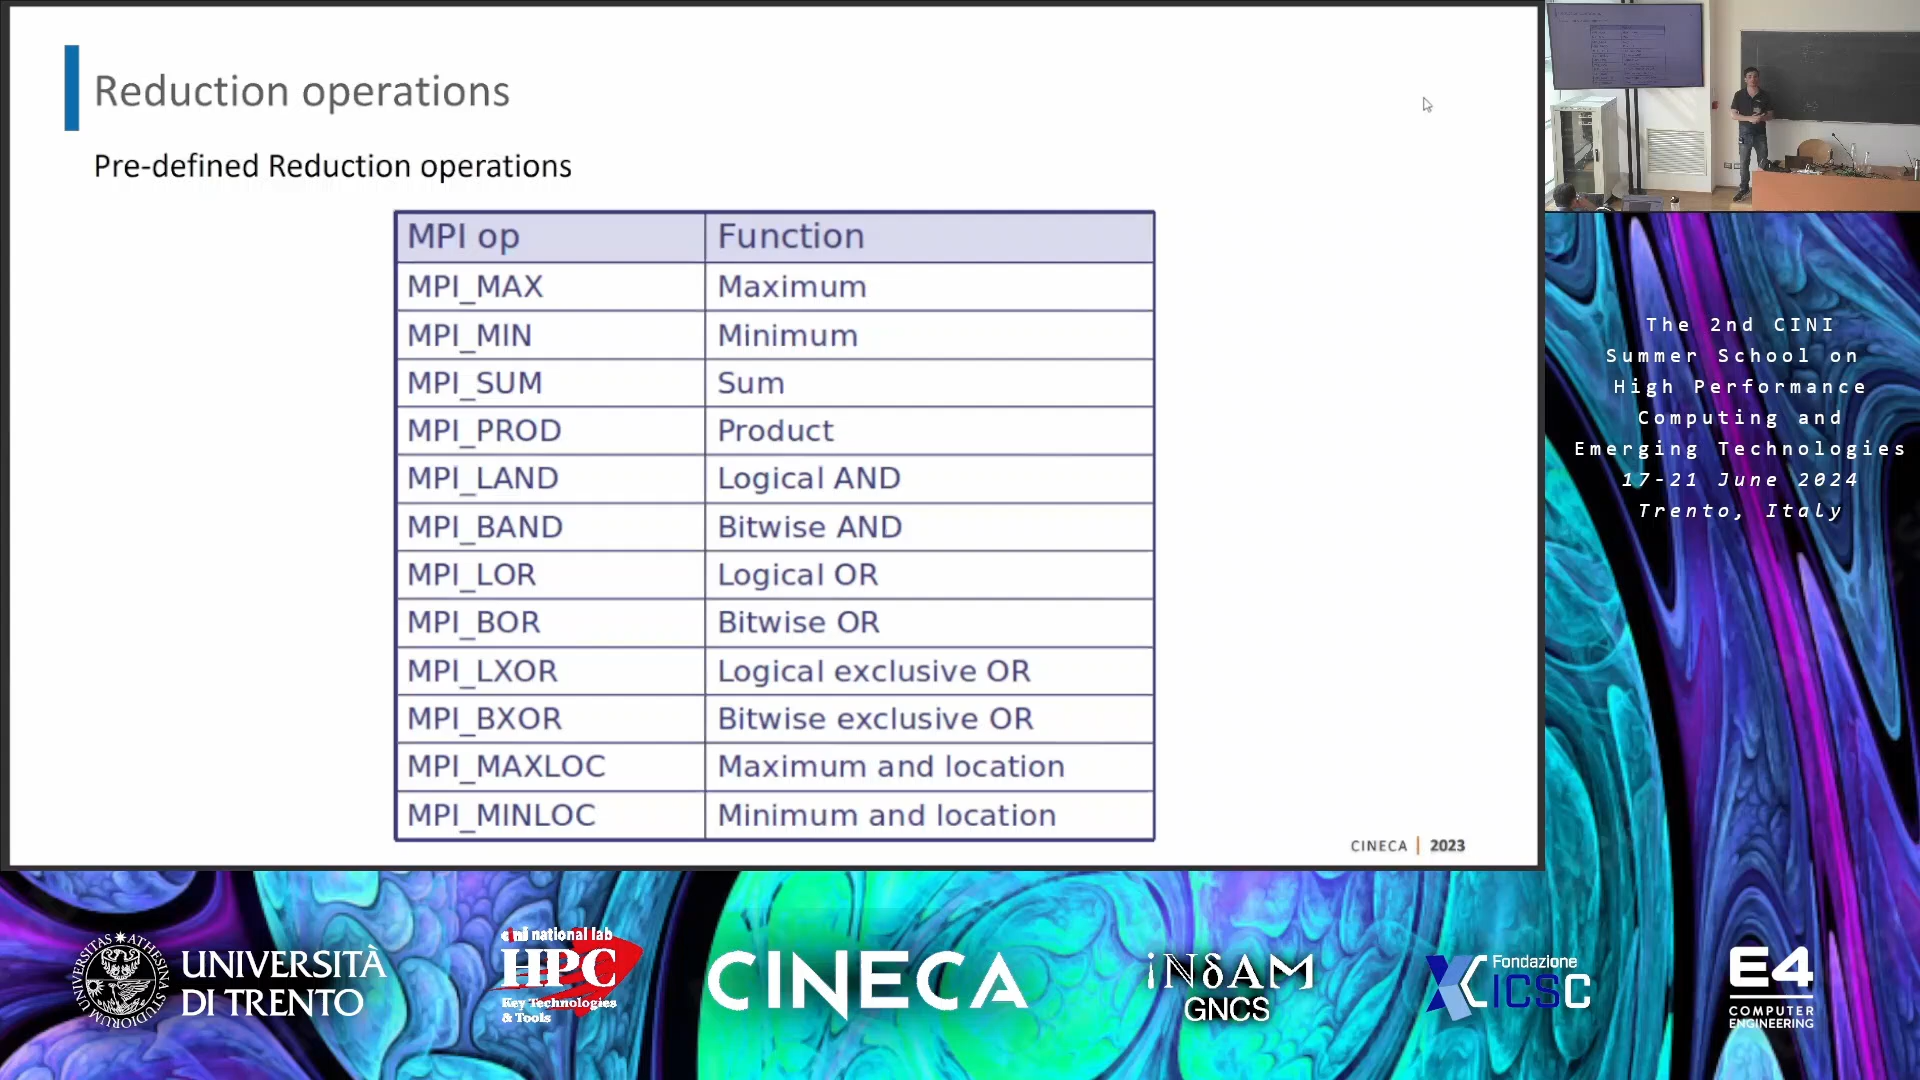 Reduction operations
Pre-defined Reduction operations
MPI op Function
MPI_MAX Maximum
MPI_MIN Minimum
MPI_SUM Sum
MPI_PROD Product
MPI_LAND Logical AND
MPI_BAND Bitwise AND
MPI_LOR Logical OR
MPI_BOR Bitwise OR
MPI_LXOR Logical exclusive OR
MPI_BXOR Bitwise exclusive OR
MPI_MAXLOC Maximum and location
MPI_MINLOC Minimum and location
CINECA | 2023
The 2nd CINI
Summer School on
High Performance
Computing and
Emerging Technologies
17-21 June 2024
Trento, Italy
UNIVERSITÀ
DI TRENTO
cini national lab
HPC
Key Technologies
& Tools
CINECA
iNδAM
GNCS
Fondazione
ICSC
E4
COMPUTER
ENGINEERING